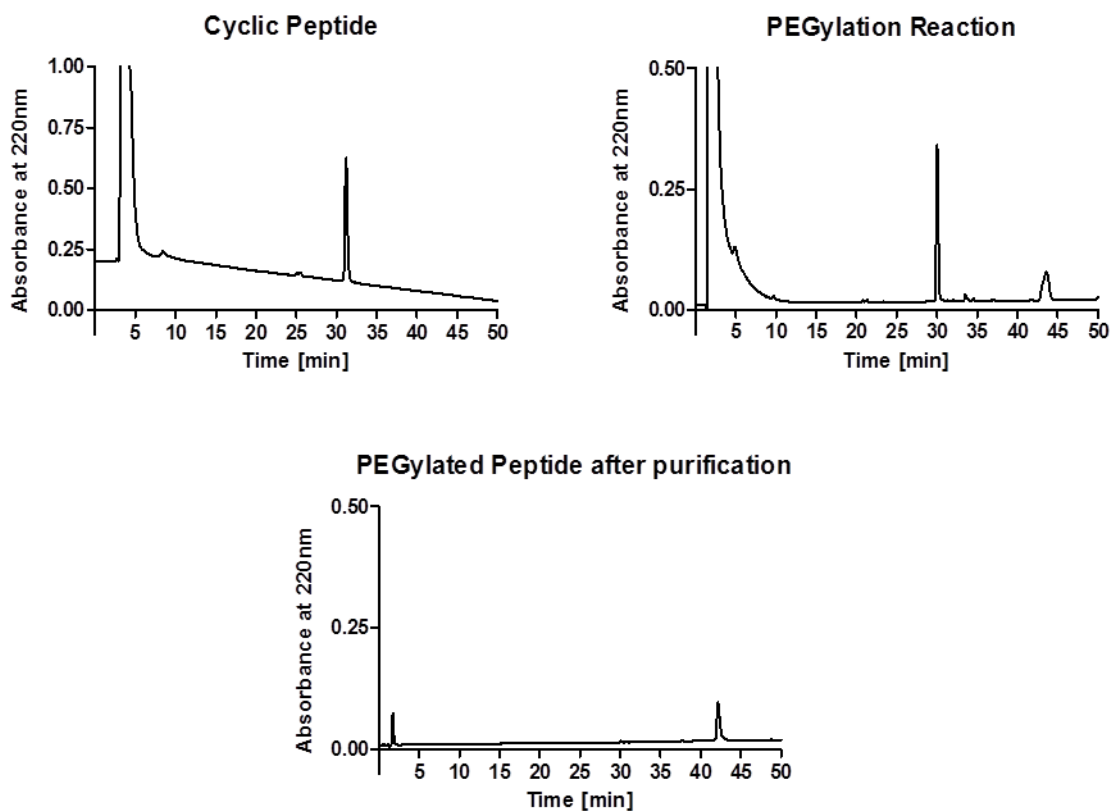 Cyclic Peptide
Absorbance at 220nm
1.00
0.75
0.50
0.25
0.00
5 10 15 20 25 30 35 40 45 50
Time [min]
PEGylation Reaction
Absorbance at 220nm
0.50
0.25
0.00
5 10 15 20 25 30 35 40 45 50
Time [min]
PEGylated Peptide after purification
Absorbance at 220nm
0.50
0.25
0.00
5 10 15 20 25 30 35 40 45 50
Time [min]